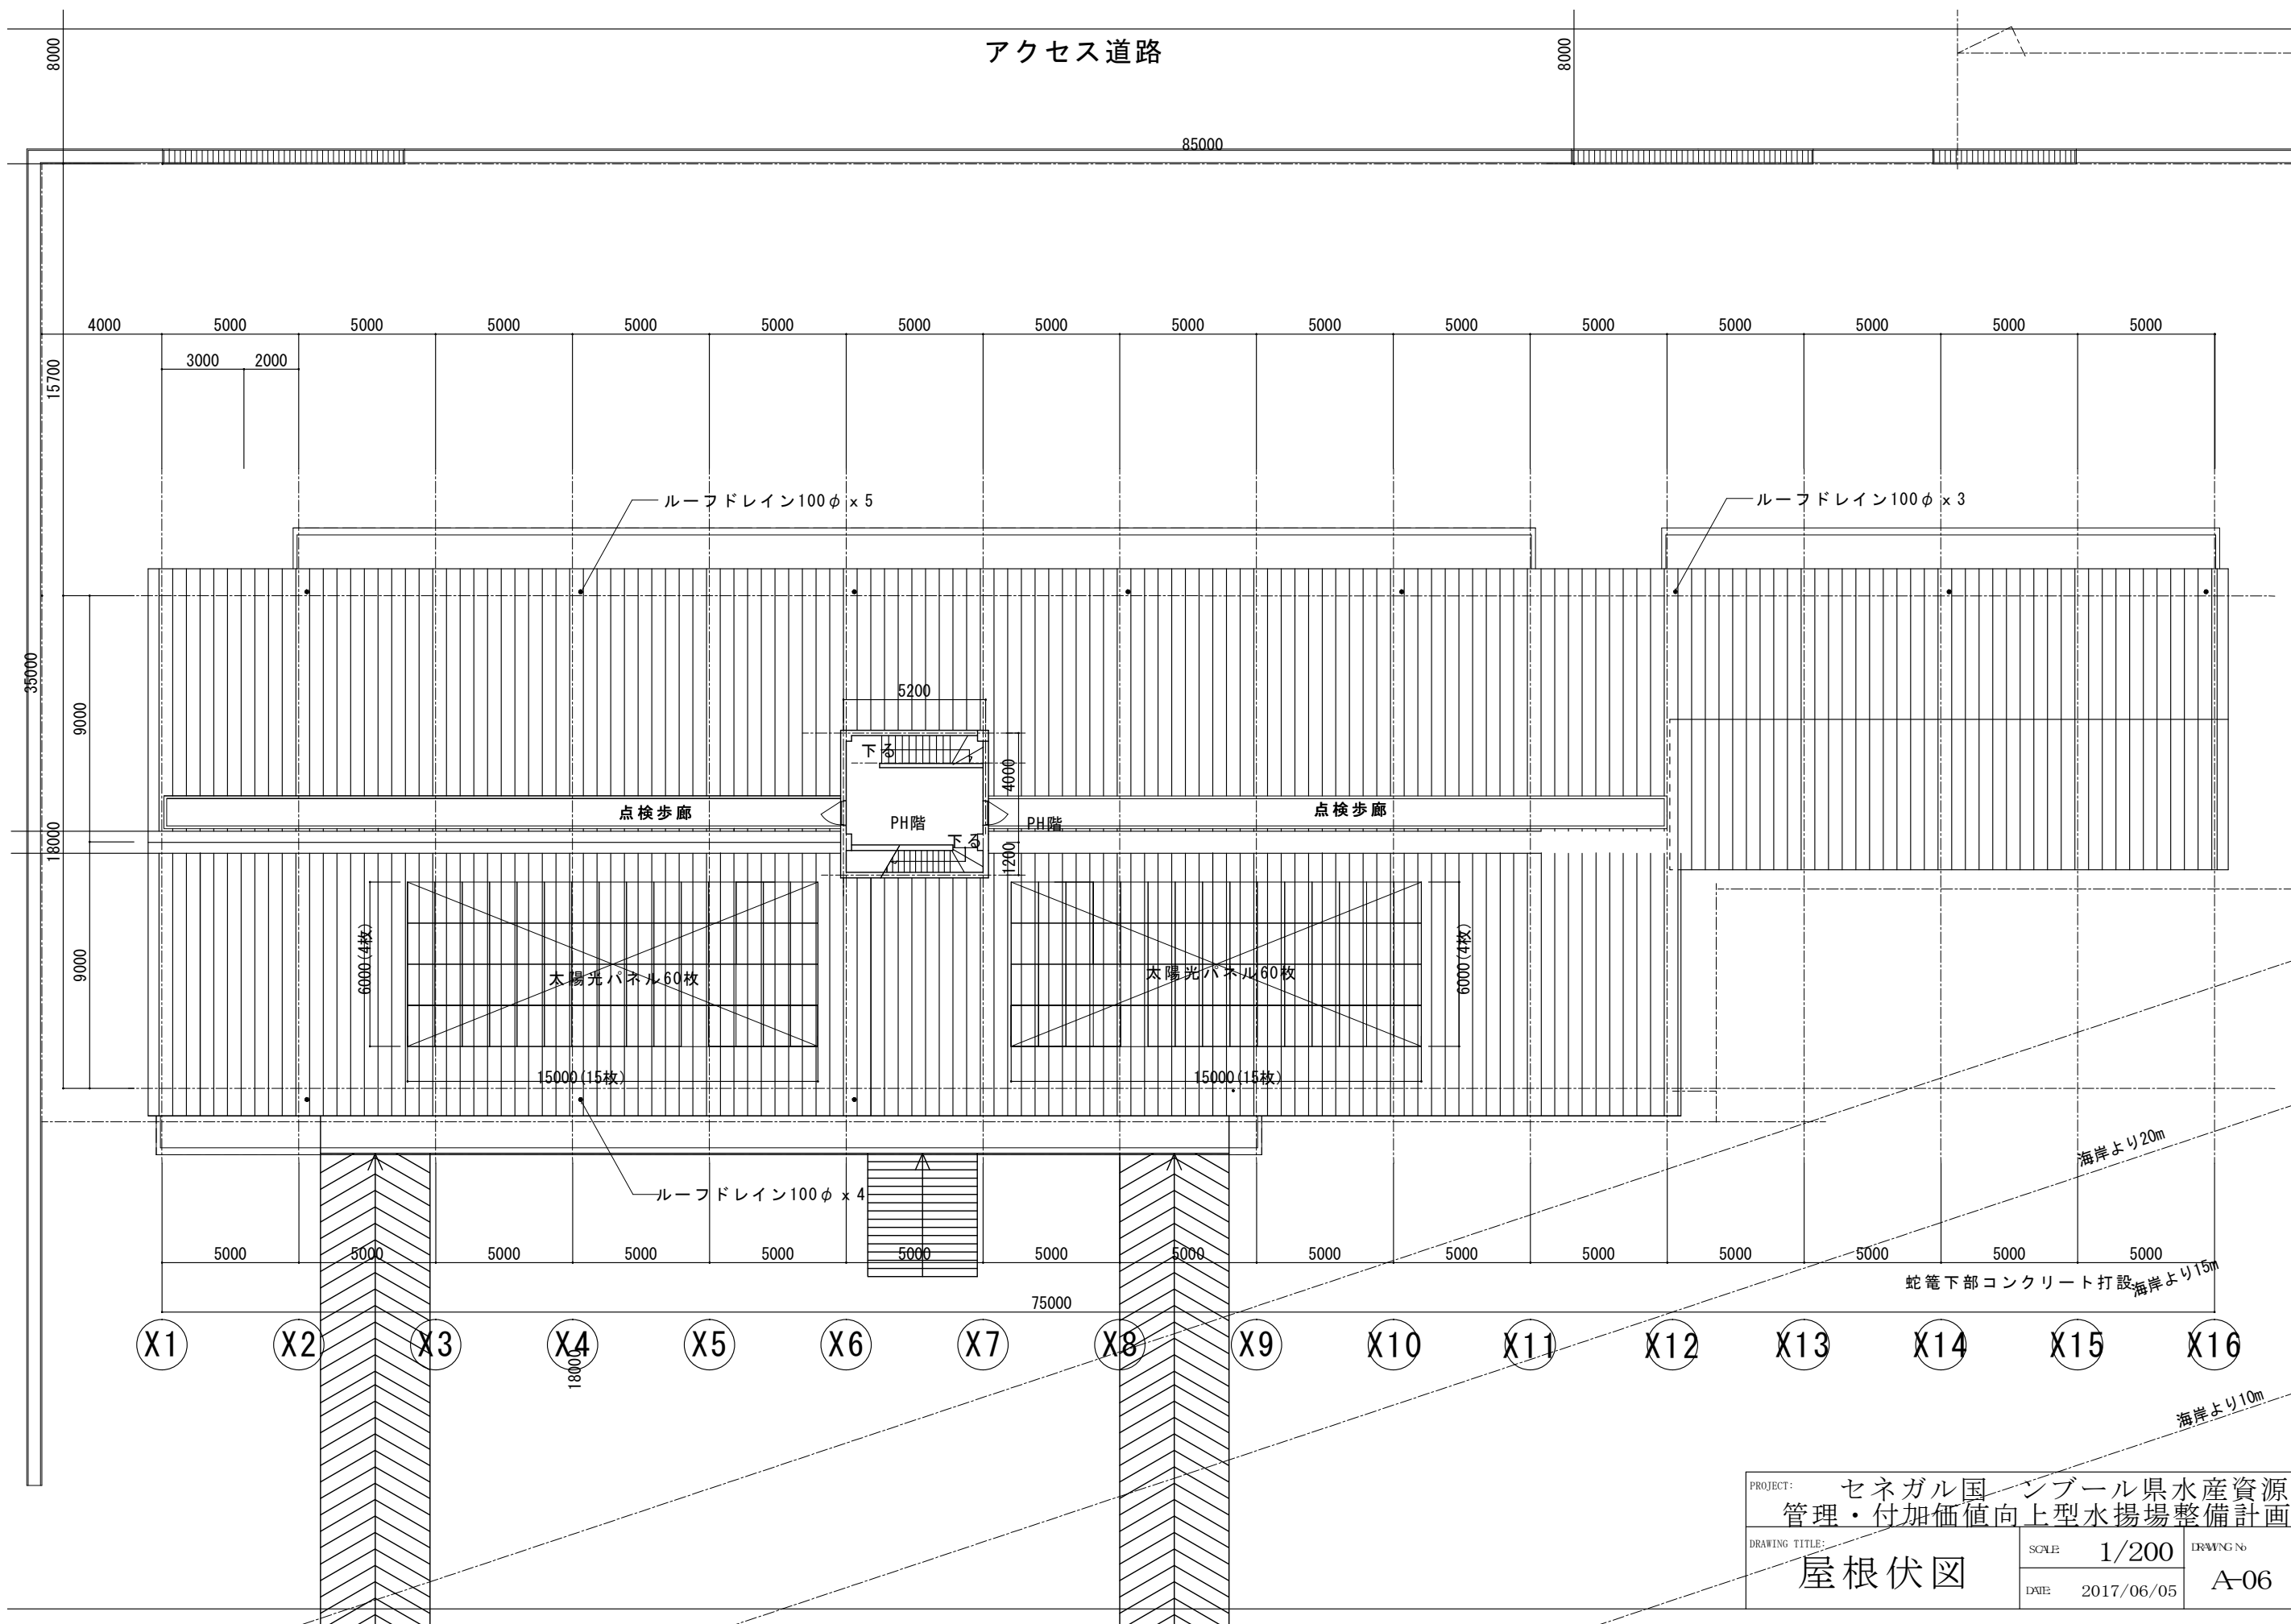 アクセス道路
8000
8000
85000
4000 5000 5000 5000 5000 5000 5000 5000 5000 5000 5000 5000 5000 5000 5000 5000
3000 2000
15700
ルーフドレイン100φ x 5
ルーフドレイン100φ x 3
35000
9000
18000
9000
5200
下る
4000
点検歩廊
PH階
下る
PH階
点検歩廊
1200
6000(4枚)
太陽光パネル60枚
太陽光パネル60枚
6000(4枚)
15000(15枚)
15000(15枚)
ルーフドレイン100φ x 4
海岸より20m
5000 5000 5000 5000 5000 5000 5000 5000 5000 5000 5000 5000 5000 5000 5000
蛇篭下部コンクリート打設
海岸より15m
75000
X1 X2 X3 X4 X5 X6 X7 X8 X9 X10 X11 X12 X13 X14 X15 X16
18000
海岸より10m
PROJECT: セネガル国 ンブール県水産資源
管理・付加価値向上型水揚場整備計画
DRAWING TITLE: 屋根伏図
SCALE: 1/200
DATE: 2017/06/05
DRAWING No
A-06